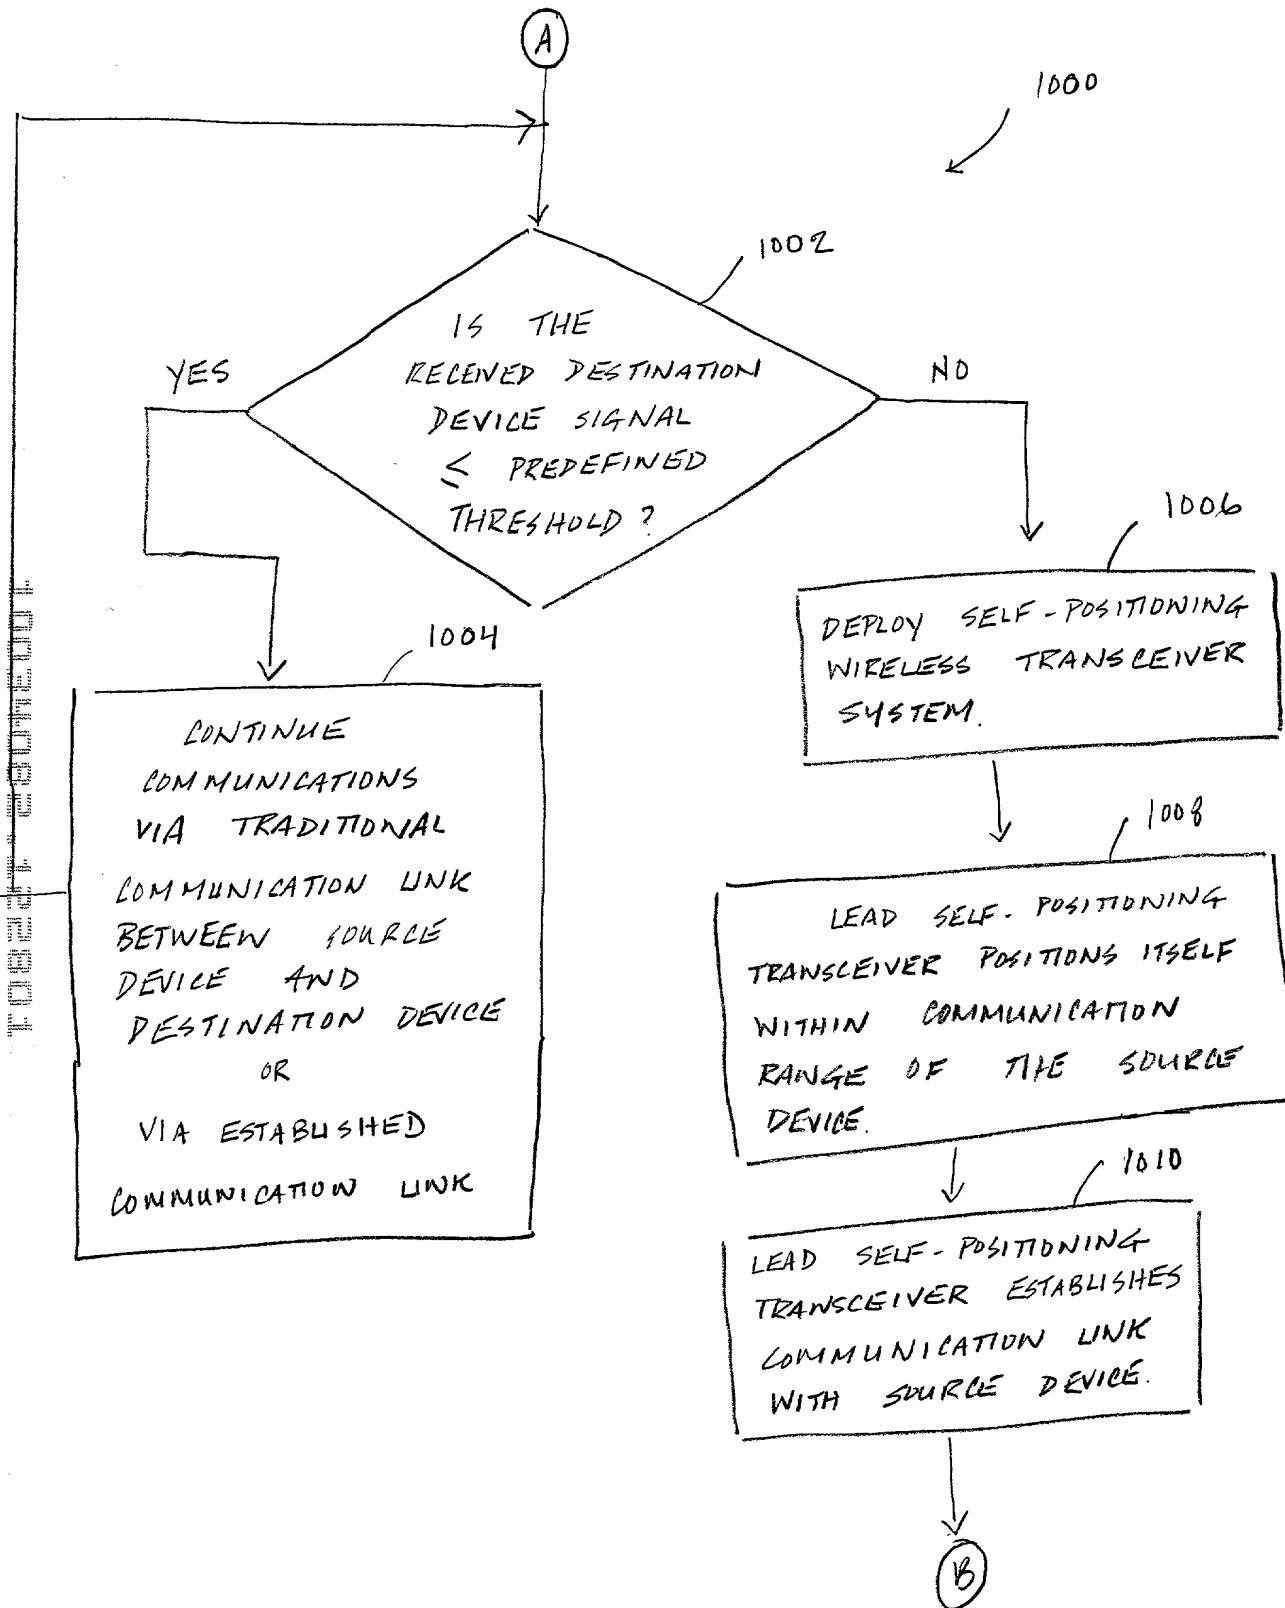 A
1000
1002
IS THE
RECEIVED DESTINATION
DEVICE SIGNAL
≤ PREDEFINED
THRESHOLD?
YES
NO
1004
CONTINUE
COMMUNICATIONS
VIA TRADITIONAL
COMMUNICATION LINK
BETWEEN SOURCE
DEVICE AND
DESTINATION DEVICE
OR
VIA ESTABLISHED
COMMUNICATION LINK
1006
DEPLOY SELF-POSITIONING
WIRELESS TRANSCEIVER
SYSTEM.
1008
LEAD SELF-POSITIONING
TRANSCEIVER POSITIONS ITSELF
WITHIN COMMUNICATION
RANGE OF THE SOURCE
DEVICE.
1010
LEAD SELF-POSITIONING
TRANSCEIVER ESTABLISHES
COMMUNICATION LINK
WITH SOURCE DEVICE.
B